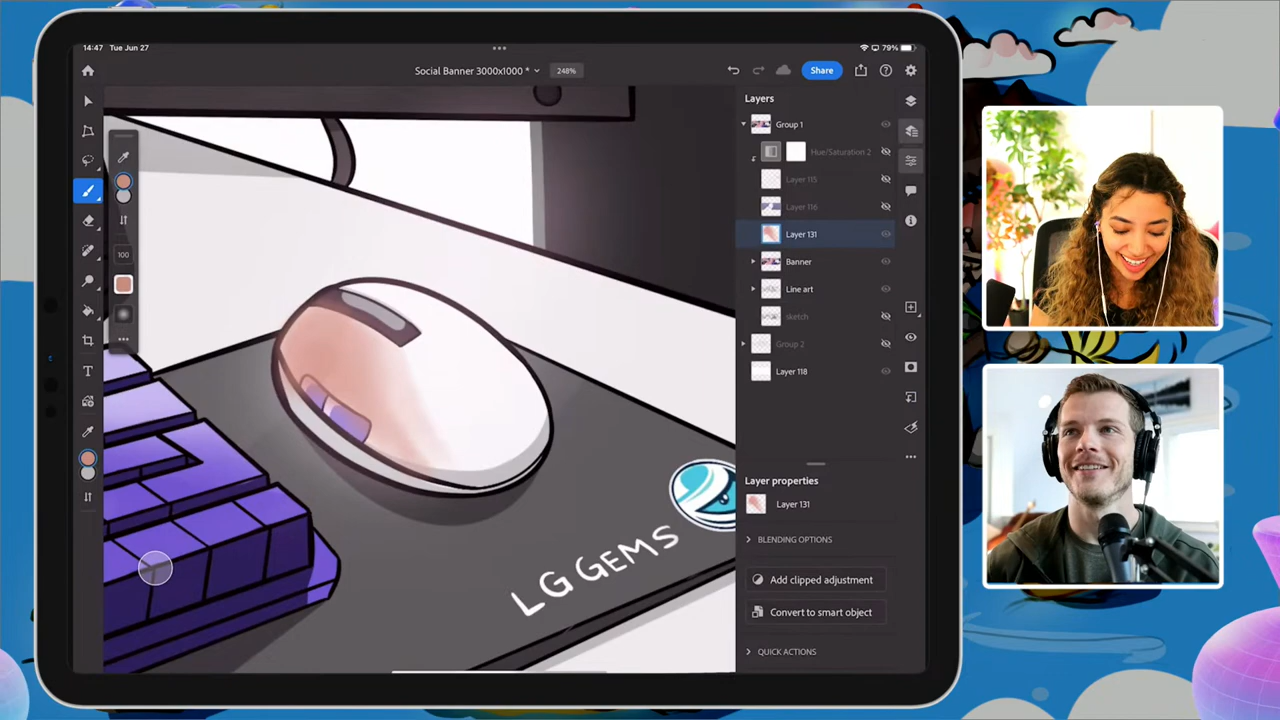 14:47 Tue Jun 27
79%
Social Banner 3000x1000 *
248%
Share
Layers
Group 1
Hue/Saturation 2
Layer 115
Layer 116
Layer 131
Banner
Line art
sketch
Group 2
Layer 118
100
T
LG GEMS
Layer properties
Layer 131
BLENDING OPTIONS
Add clipped adjustment
Convert to smart object
QUICK ACTIONS